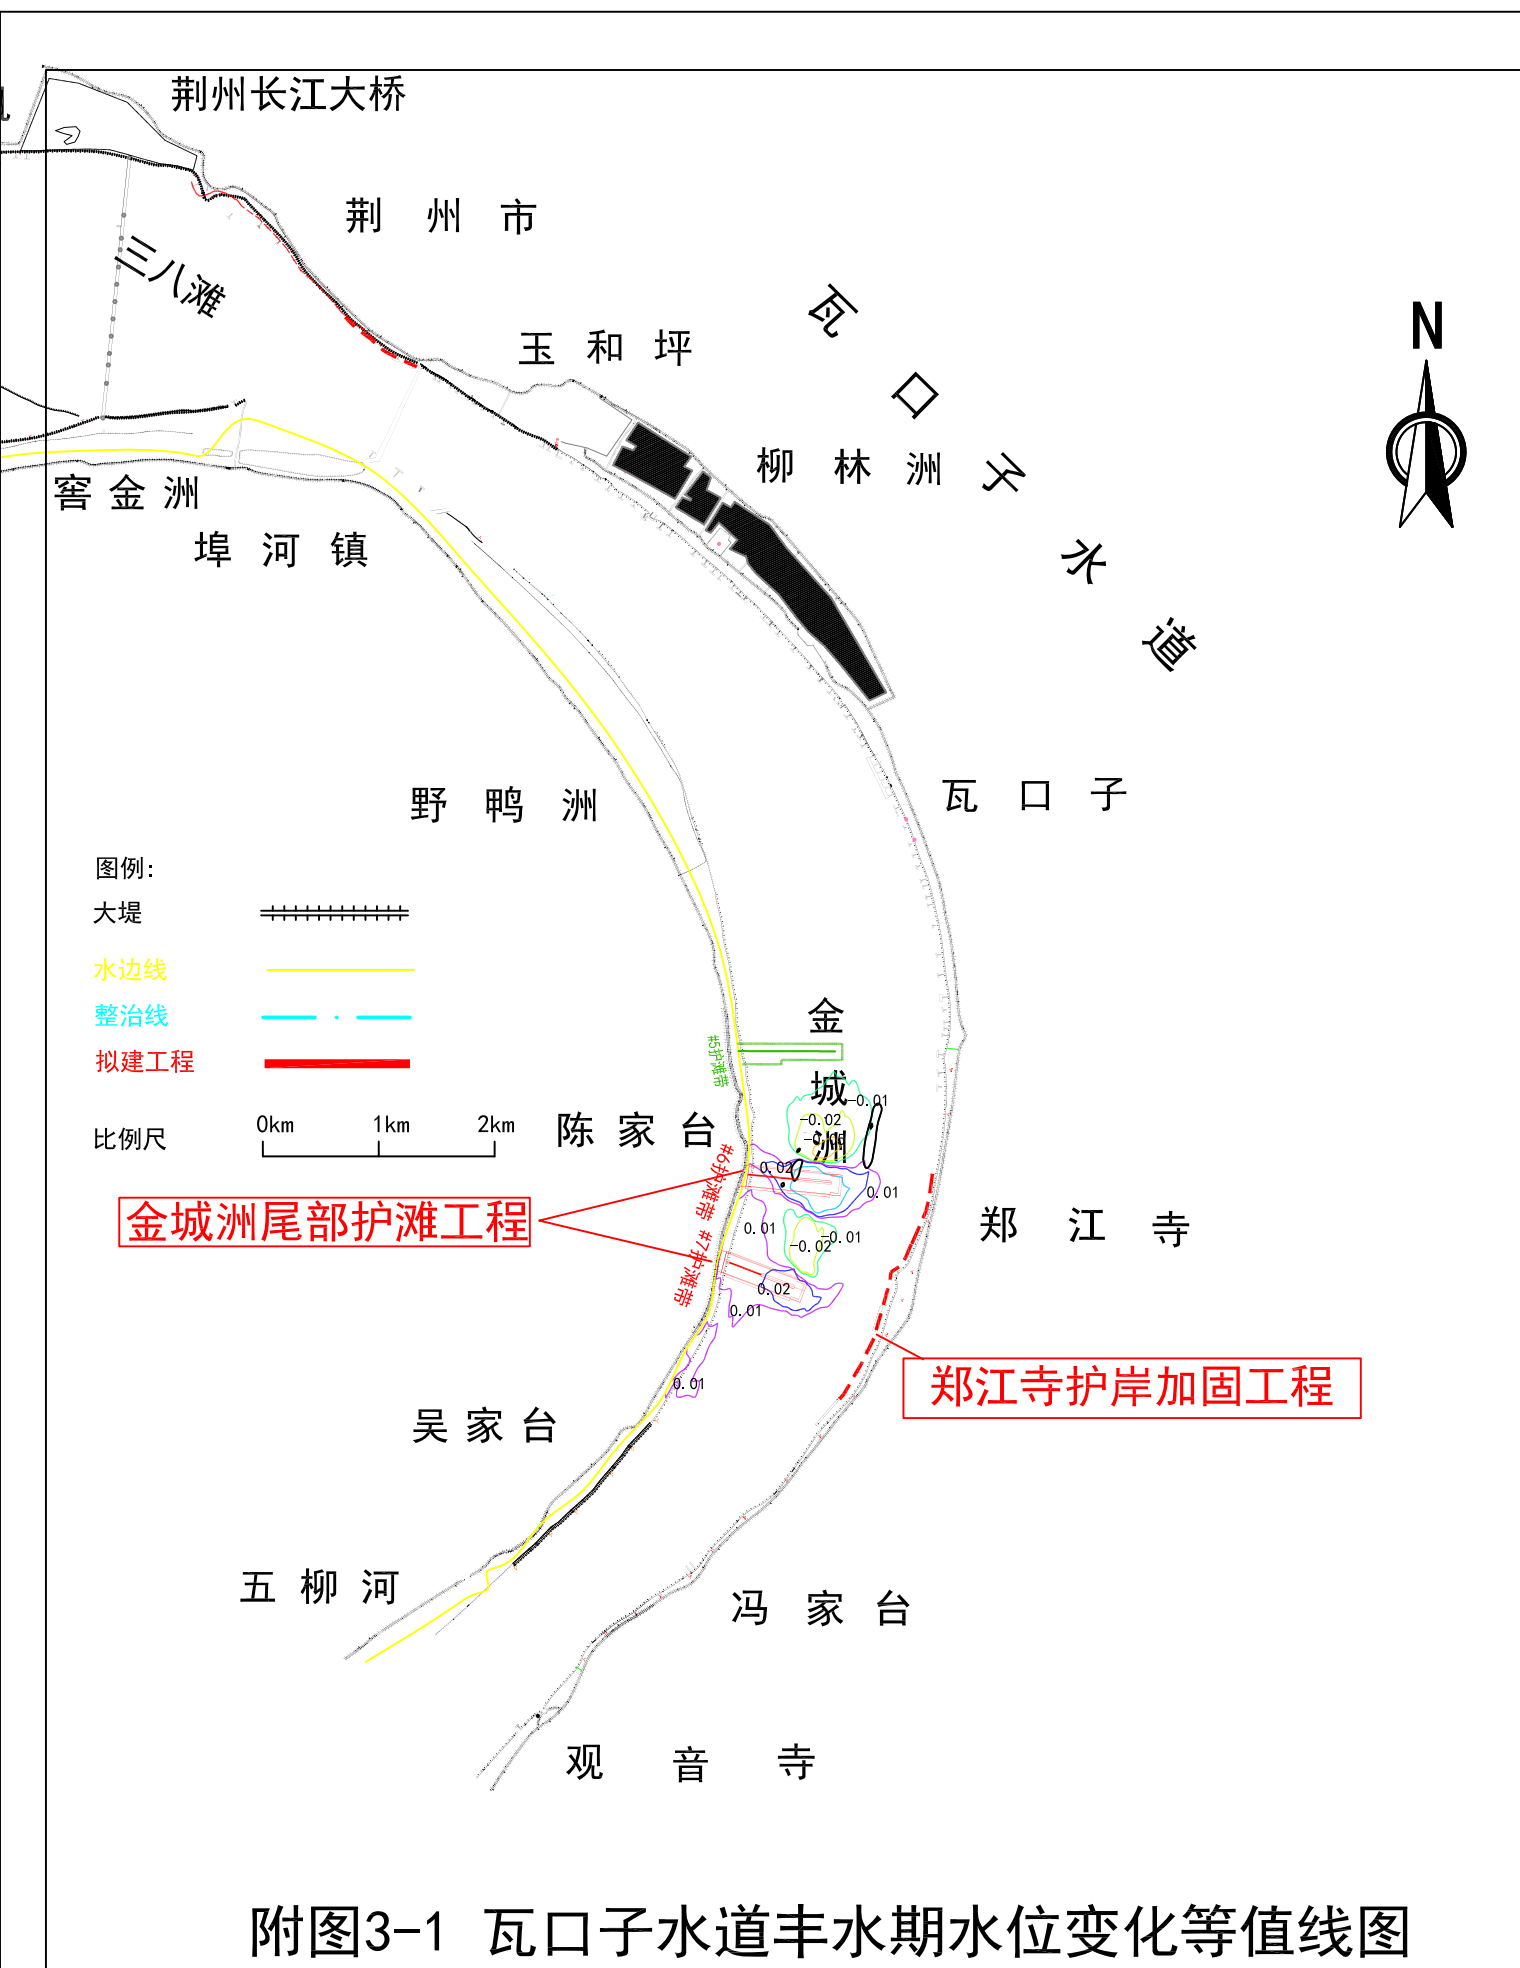 荆州长江大桥
荆州市
三八滩
玉和坪
瓦口子水道
N
柳林洲
窖金洲
埠河镇
野鸭洲
瓦口子
图例:
大堤
水边线
整治线
拟建工程
比例尺
0km 1km 2km
金城洲
#5护滩带
陈家台
-0.01
-0.02
0.02
0.01
#6护滩带
金城洲尾部护滩工程
郑江寺
0.01
-0.01
-0.02
#7护滩带
0.02
0.01
郑江寺护岸加固工程
0.01
吴家台
五柳河
冯家台
观音寺
附图3-1 瓦口子水道丰水期水位变化等值线图